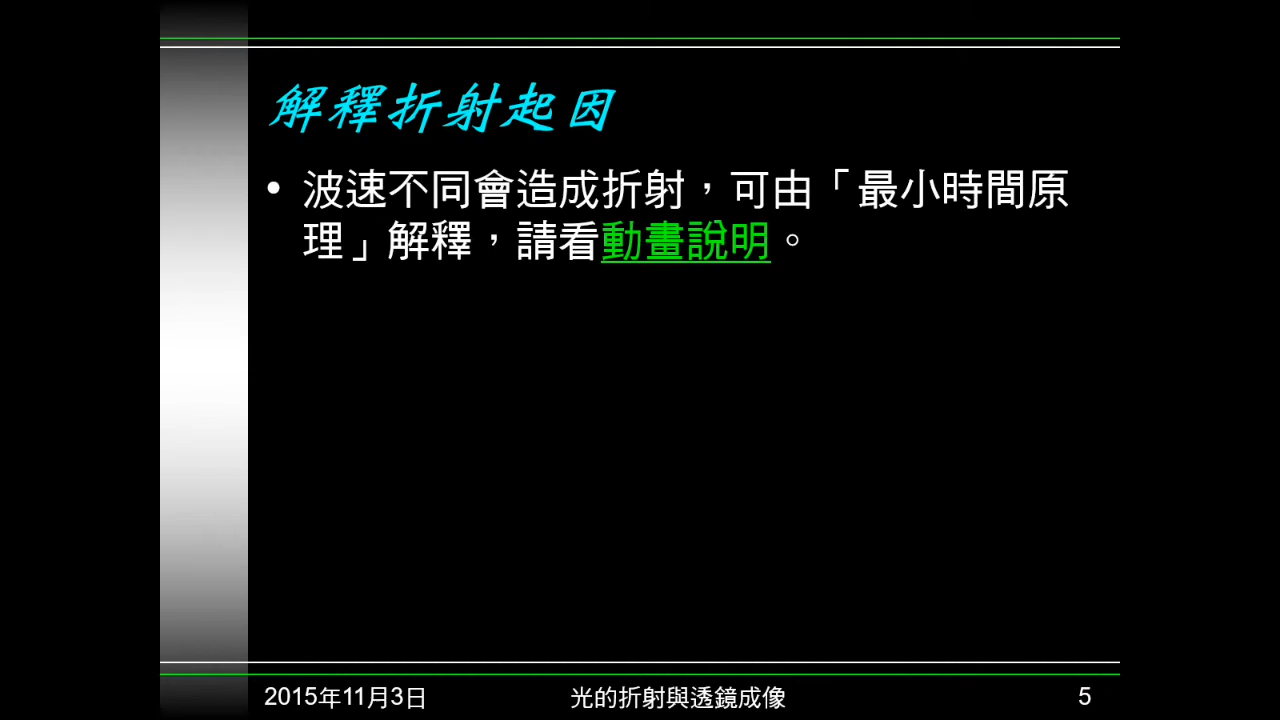 解釋折射起因
• 波速不同會造成折射，可由「最小時間原
理」解釋，請看動畫說明。
2015年11月3日
光的折射與透鏡成像
5